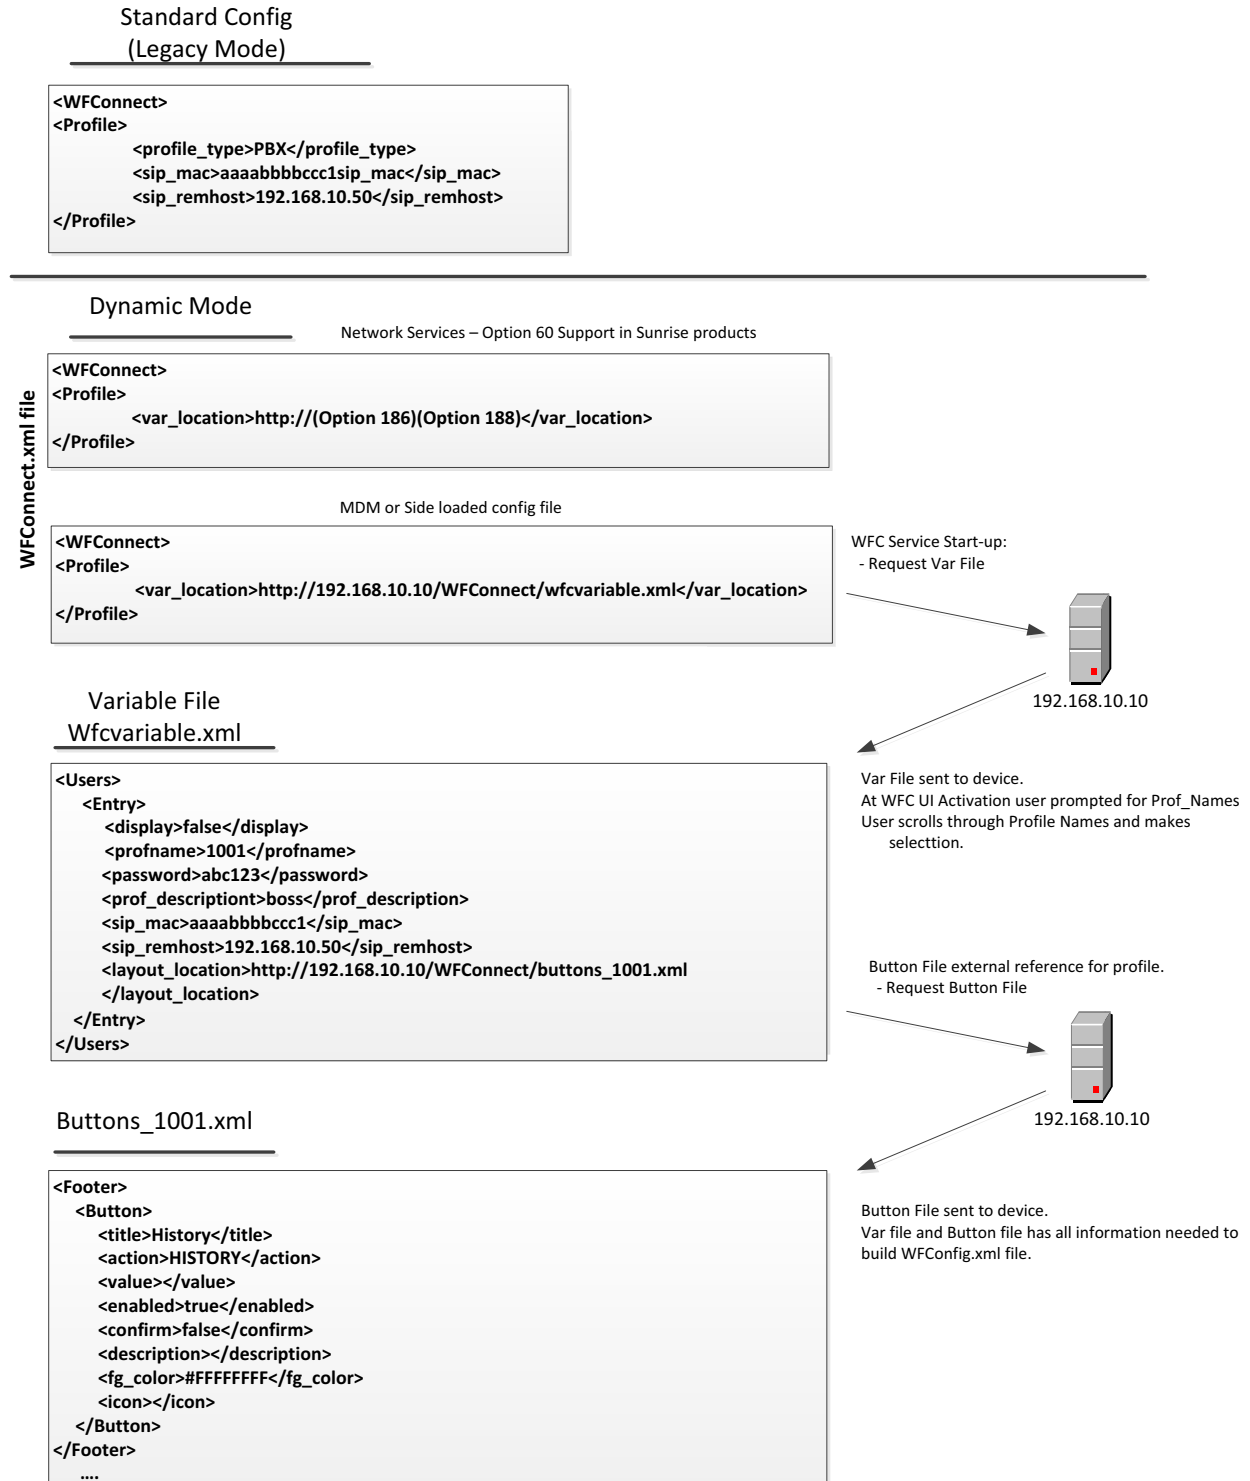 Standard Config
(Legacy Mode)
<WFConnect>
<Profile>
<profile_type>PBX</profile_type>
<sip_mac>aaaabbbbccc1sip_mac</sip_mac>
<sip_remhost>192.168.10.50</sip_remhost>
</Profile>
Dynamic Mode
Network Services – Option 60 Support in Sunrise products
WFConnect.xml file
<WFConnect>
<Profile>
<var_location>http://(Option 186)(Option 188)</var_location>
</Profile>
MDM or Side loaded config file
<WFConnect>
<Profile>
<var_location>http://192.168.10.10/WFConnect/wfcvariable.xml</var_location>
</Profile>
WFC Service Start-up:
- Request Var File
192.168.10.10
Variable File
Wfcvariable.xml
<Users>
<Entry>
<display>false</display>
<profname>1001</profname>
<password>abc123</password>
<prof_descriptiont>boss</prof_description>
<sip_mac>aaaabbbbccc1</sip_mac>
<sip_remhost>192.168.10.50</sip_remhost>
<layout_location>http://192.168.10.10/WFConnect/buttons_1001.xml
</layout_location>
</Entry>
</Users>
Var File sent to device.
At WFC UI Activation user prompted for Prof_Names
User scrolls through Profile Names and makes
selecttion.
Button File external reference for profile.
- Request Button File
192.168.10.10
Buttons_1001.xml
<Footer>
<Button>
<title>History</title>
<action>HISTORY</action>
<value></value>
<enabled>true</enabled>
<confirm>false</confirm>
<description></description>
<fg_color>#FFFFFFFF</fg_color>
<icon></icon>
</Button>
</Footer>
....
Button File sent to device.
Var file and Button file has all information needed to
build WFConfig.xml file.